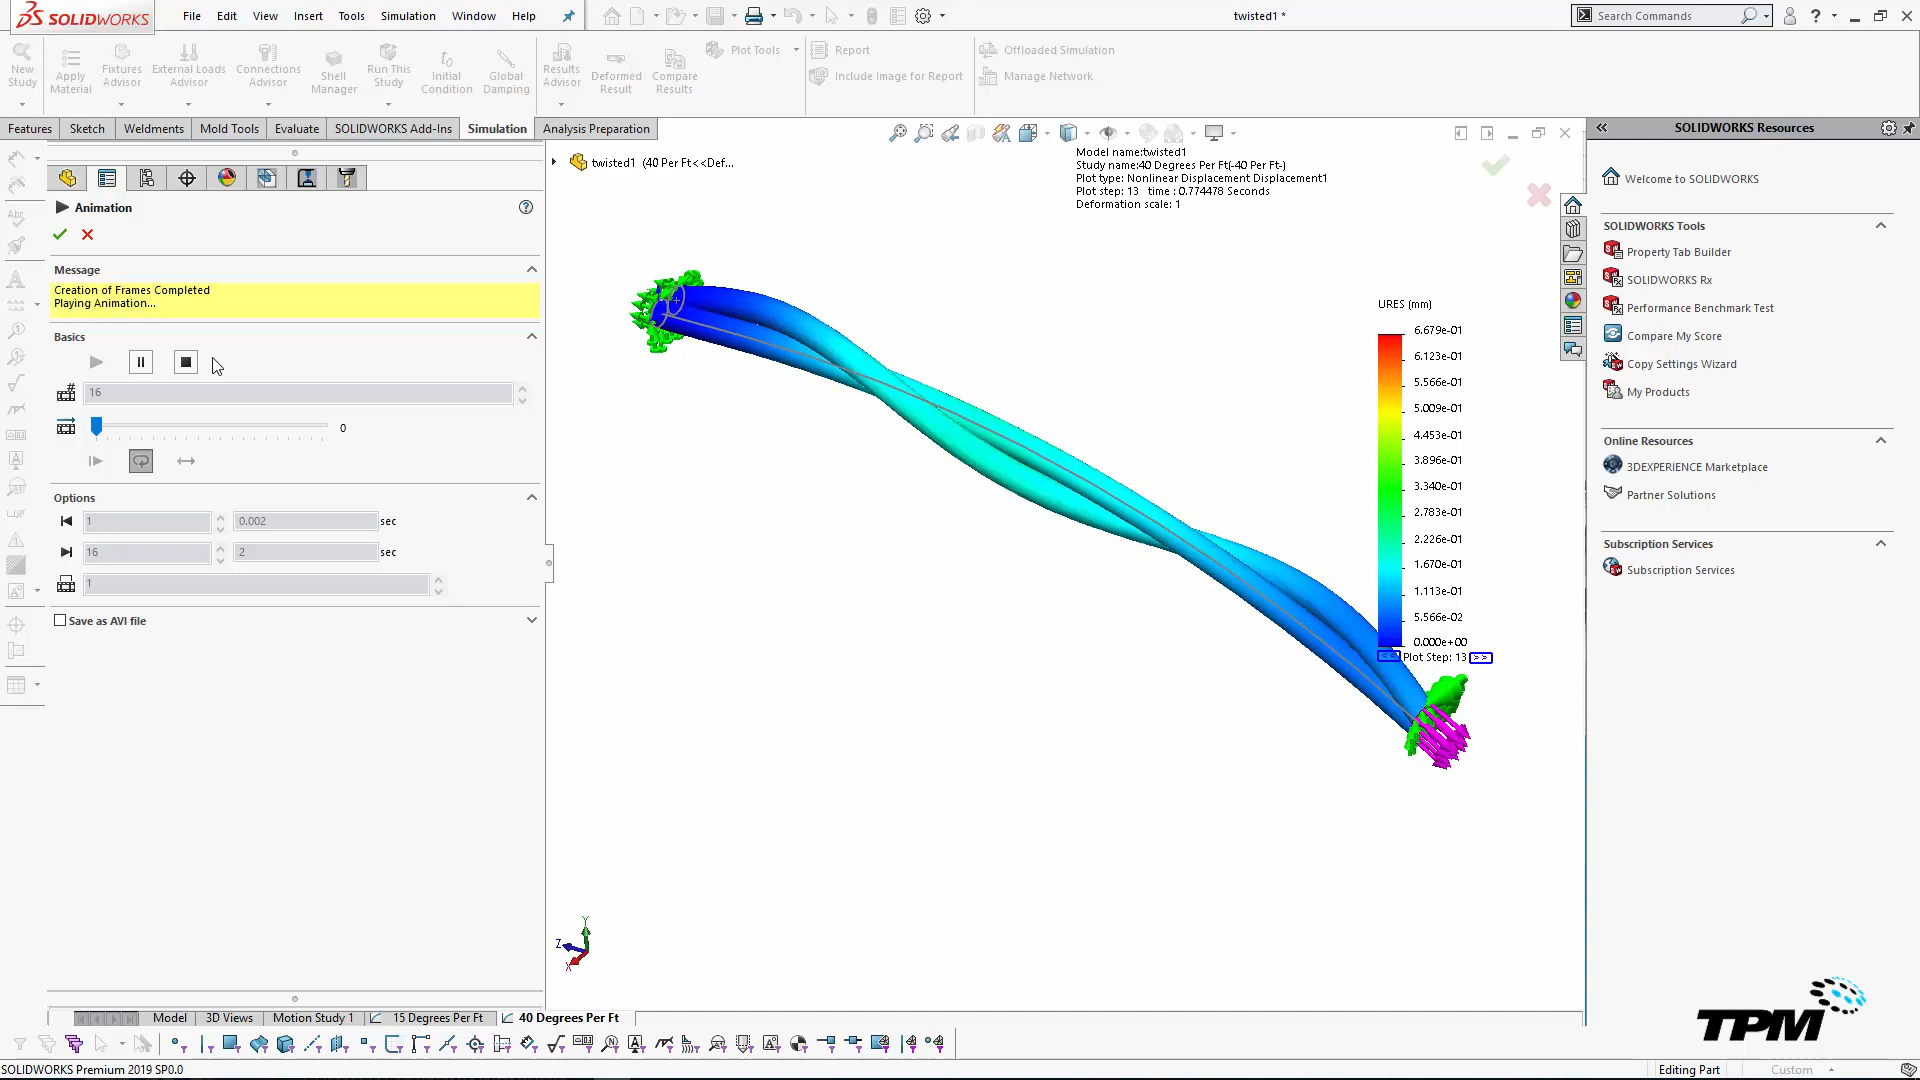 SOLIDWORKS File Edit View Insert Tools Simulation Window Help twisted1 * Search Commands
New Study
Apply Material
Fixtures Advisor
External Loads Advisor
Connections Advisor
Shell Manager
Run This Study
Initial Condition
Global Damping
Results Advisor
Deformed Result
Compare Results
Plot Tools
Report
Include Image for Report
Offloaded Simulation
Manage Network
Features Sketch Weldments Mold Tools Evaluate SOLIDWORKS Add-Ins Simulation Analysis Preparation
Animation
Message
Creation of Frames Completed
Playing Animation...
Basics
16
0
Options
1 0.002 sec
16 2 sec
1
Save as AVI file
twisted1 (40 Per Ft<<Def...
Model name:twisted1
Study name:40 Degrees Per Ft(-40 Per Ft-)
Plot type: Nonlinear Displacement Displacement1
Plot step: 13 time : 0.774478 Seconds
Deformation scale: 1
URES (mm)
6.679e-01
6.123e-01
5.566e-01
5.009e-01
4.453e-01
3.896e-01
3.340e-01
2.783e-01
2.226e-01
1.670e-01
1.113e-01
5.566e-02
0.000e+00
<< Plot Step: 13 >>
Y
Z
X
SOLIDWORKS Resources
Welcome to SOLIDWORKS
SOLIDWORKS Tools
Property Tab Builder
SOLIDWORKS Rx
Performance Benchmark Test
Compare My Score
Copy Settings Wizard
My Products
Online Resources
3DEXPERIENCE Marketplace
Partner Solutions
Subscription Services
Subscription Services
TPM
Model 3D Views Motion Study 1 15 Degrees Per Ft 40 Degrees Per Ft
SOLIDWORKS Premium 2019 SP0.0 Editing Part Custom